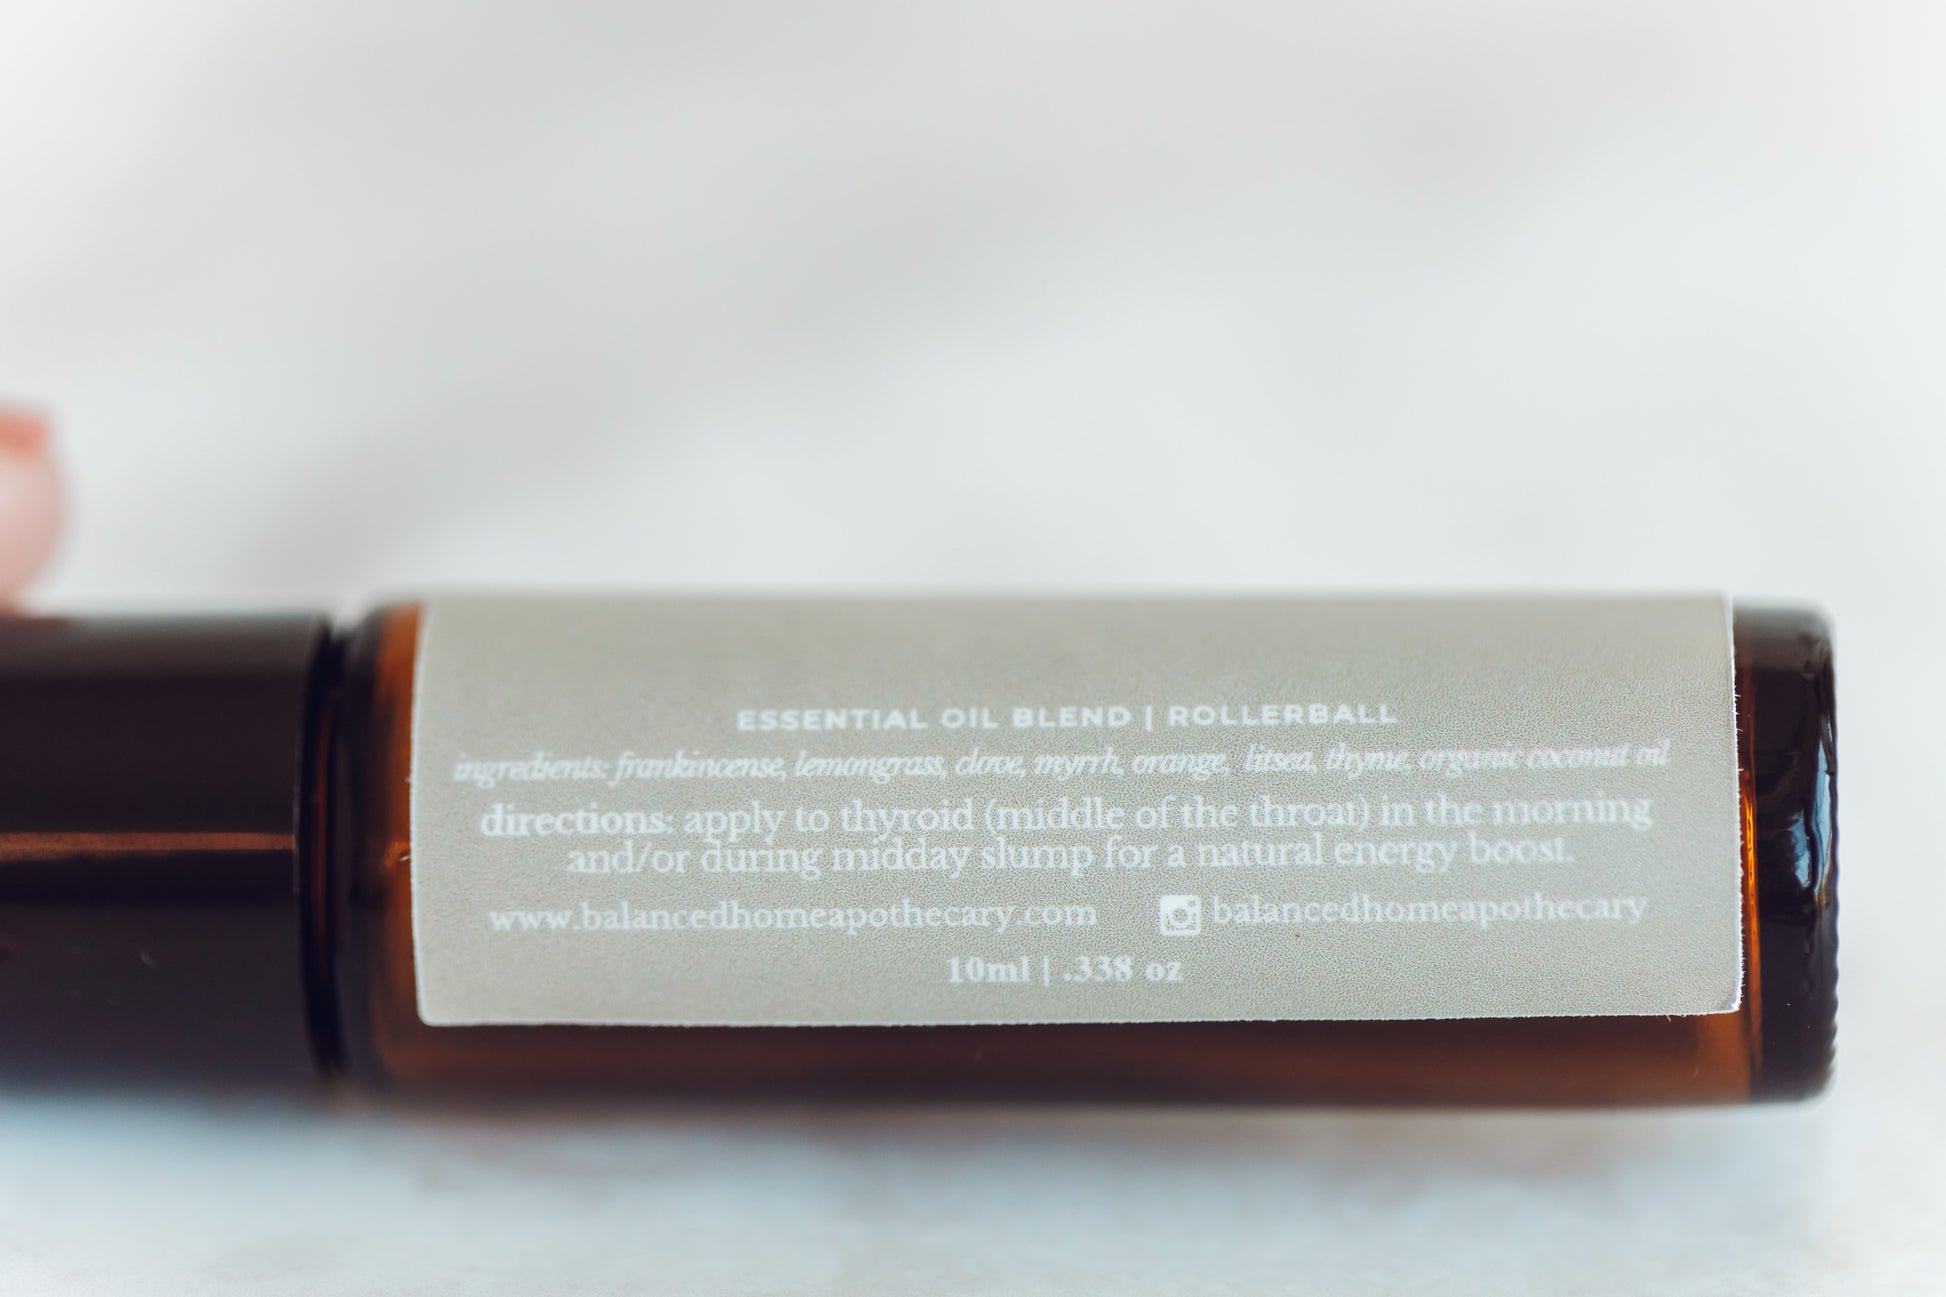 ESSENTIAL OIL BLEND | ROLLERBALL
ingredients: frankincense, lemongrass, clove, myrrh, orange, litsea, thyme, organic coconut oil
directions: apply to thyroid (middle of the throat) in the morning
and/or during midday slump for a natural energy boost.
www.balancedhomeapothecary.com balancedhomeapothecary
10ml | .338 oz